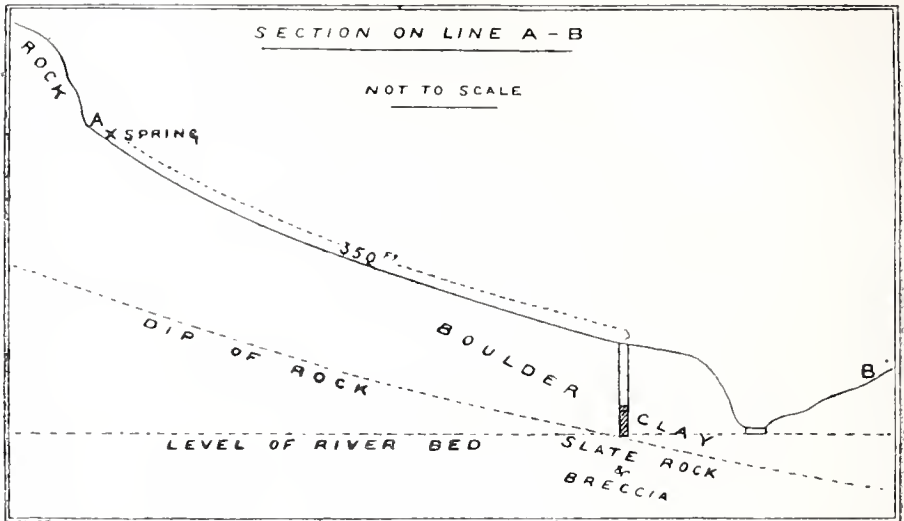 SECTION ON LINE A - B
NOT TO SCALE
ROCK
A
SPRING
350 FT
BOULDER CLAY
B
DIP OF ROCK
LEVEL OF RIVER BED
SLATE ROCK
&
BRECCIA